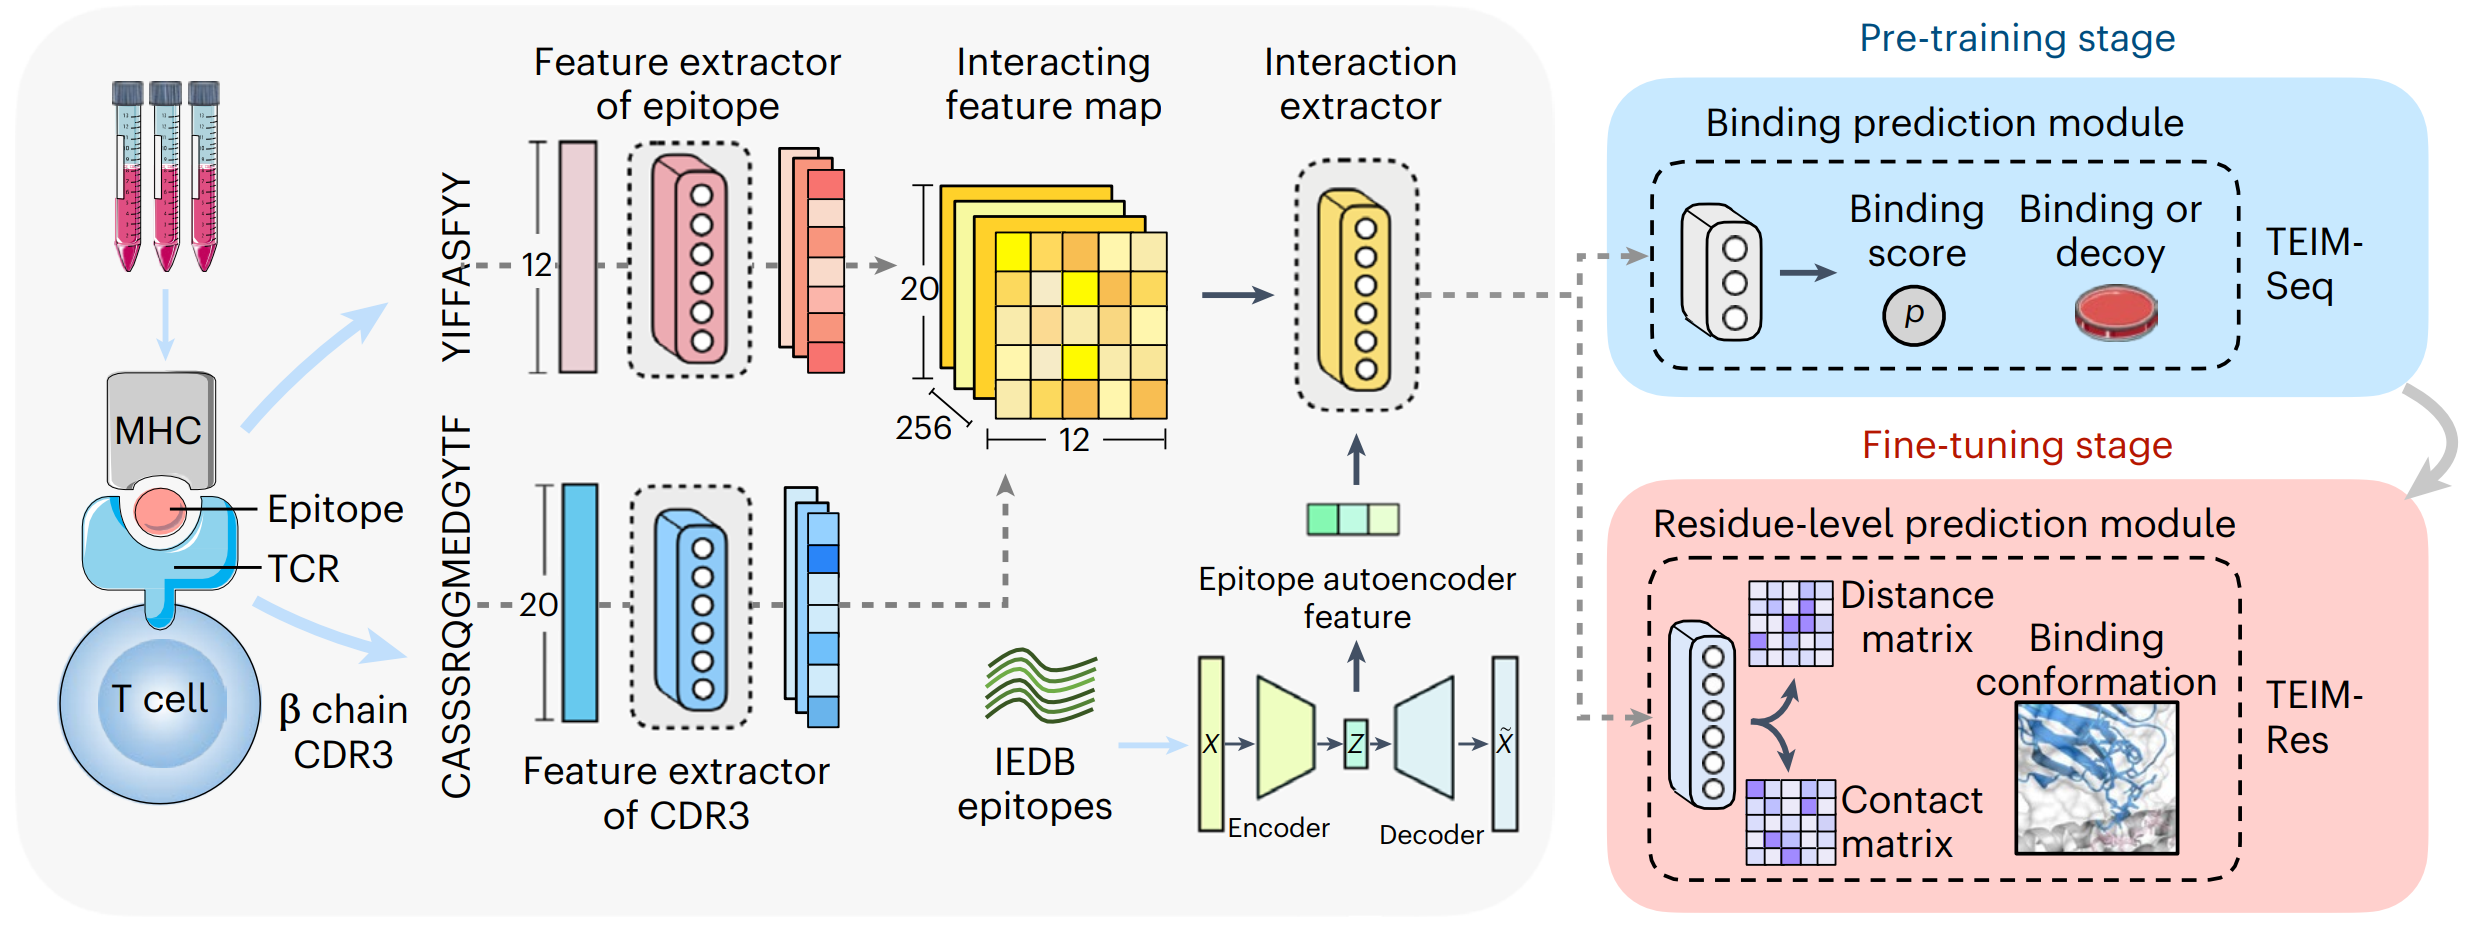 MHC
Epitope
TCR
T cell
β chain
CDR3
YIFFASFYY
CASSSRQGMEDGYTF
Feature extractor
of epitope
12
20
Feature extractor
of CDR3
Interacting
feature map
20
256
12
Interaction
extractor
Epitope autoencoder
feature
IEDB
epitopes
X
Encoder
Z
Decoder
X̃
Pre-training stage
Binding prediction module
Binding
score
p
Binding or
decoy
TEIM-
Seq
Fine-tuning stage
Residue-level prediction module
Distance
matrix
Contact
matrix
Binding
conformation
TEIM-
Res